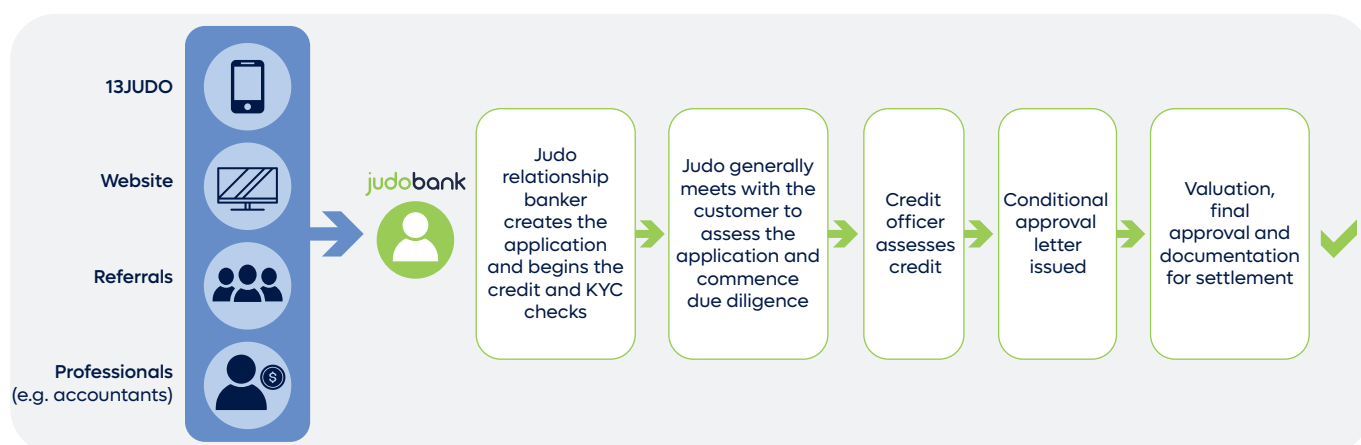 13JUDO
Website
Referrals
Professionals
(e.g. accountants)
$
judobank
Judo
relationship
banker
creates the
application
and begins the
credit and KYC
checks
Judo generally
meets with the
customer to
assess the
application and
commence
due diligence
Credit
officer
assesses
credit
Conditional
approval
letter
issued
Valuation,
final
approval and
documentation
for settlement